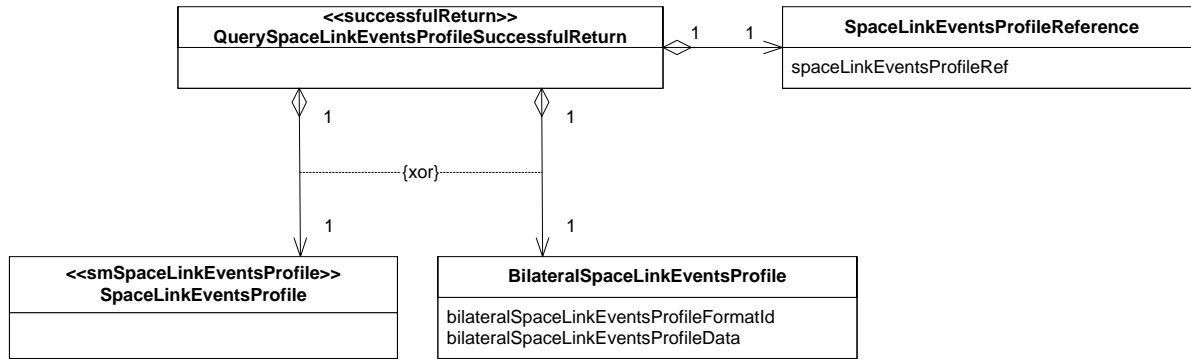 <<successfulReturn>>
QuerySpaceLinkEventsProfileSuccessfulReturn
1
1
SpaceLinkEventsProfileReference
spaceLinkEventsProfileRef
1
1
{xor}
1
1
<<smSpaceLinkEventsProfile>>
SpaceLinkEventsProfile
BilateralSpaceLinkEventsProfile
bilateralSpaceLinkEventsProfileFormatId
bilateralSpaceLinkEventsProfileData